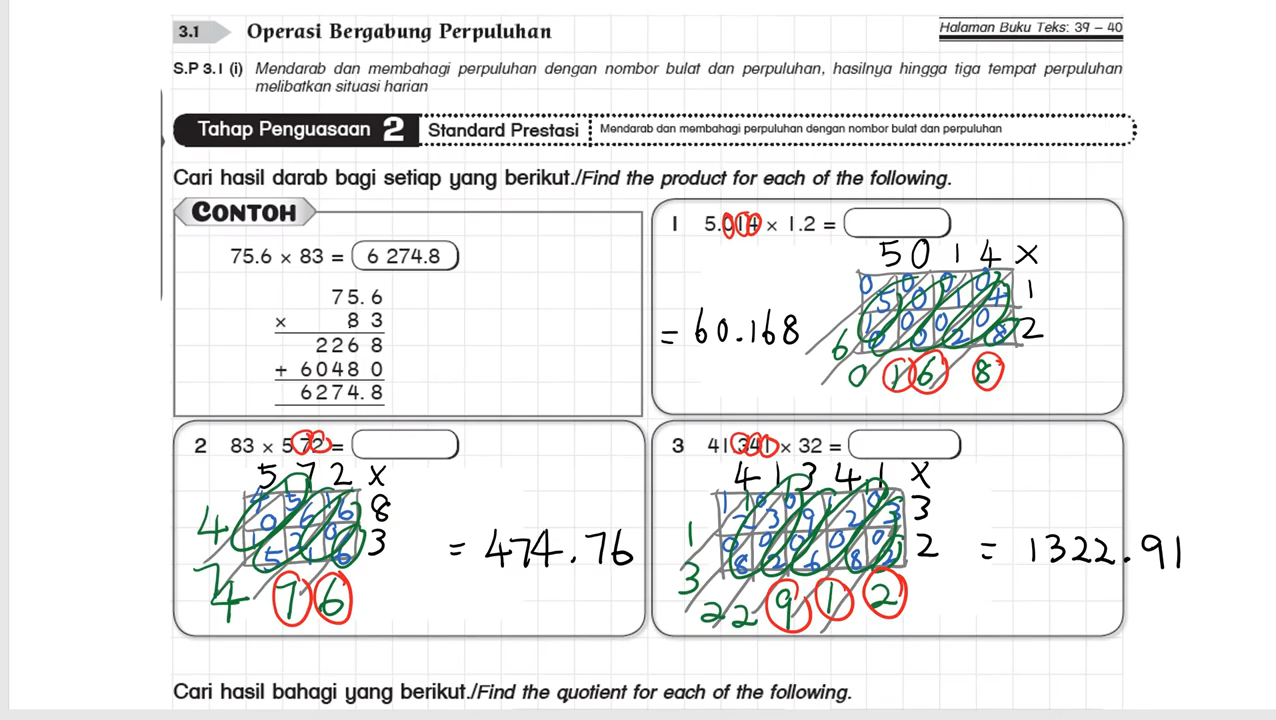 3.1 Operasi Bergabung Perpuluhan
Halaman Buku Teks: 39 – 40
S.P 3.1 (i) Mendarab dan membahagi perpuluhan dengan nombor bulat dan perpuluhan, hasilnya hingga tiga tempat perpuluhan
melibatkan situasi harian
Tahap Penguasaan 2 Standard Prestasi Mendarab dan membahagi perpuluhan dengan nombor bulat dan perpuluhan
Cari hasil darab bagi setiap yang berikut./Find the product for each of the following.
CONTOH
75.6 × 83 = 6 274.8
75.6
× 83
2268
+ 60480
6274.8
1 5.014 × 1.2 =
5 0 1 4 ×
1
2
= 60.168
6
0 1 6 8
2 83 × 5.72 =
5 7 2 ×
8
3
= 474.76
4
7
4 7 6
3 41.341 × 32 =
4 1 3 4 1 ×
3
2
= 1322.91
1
3
2 2 9 1 2
Cari hasil bahagi yang berikut./Find the quotient for each of the following.